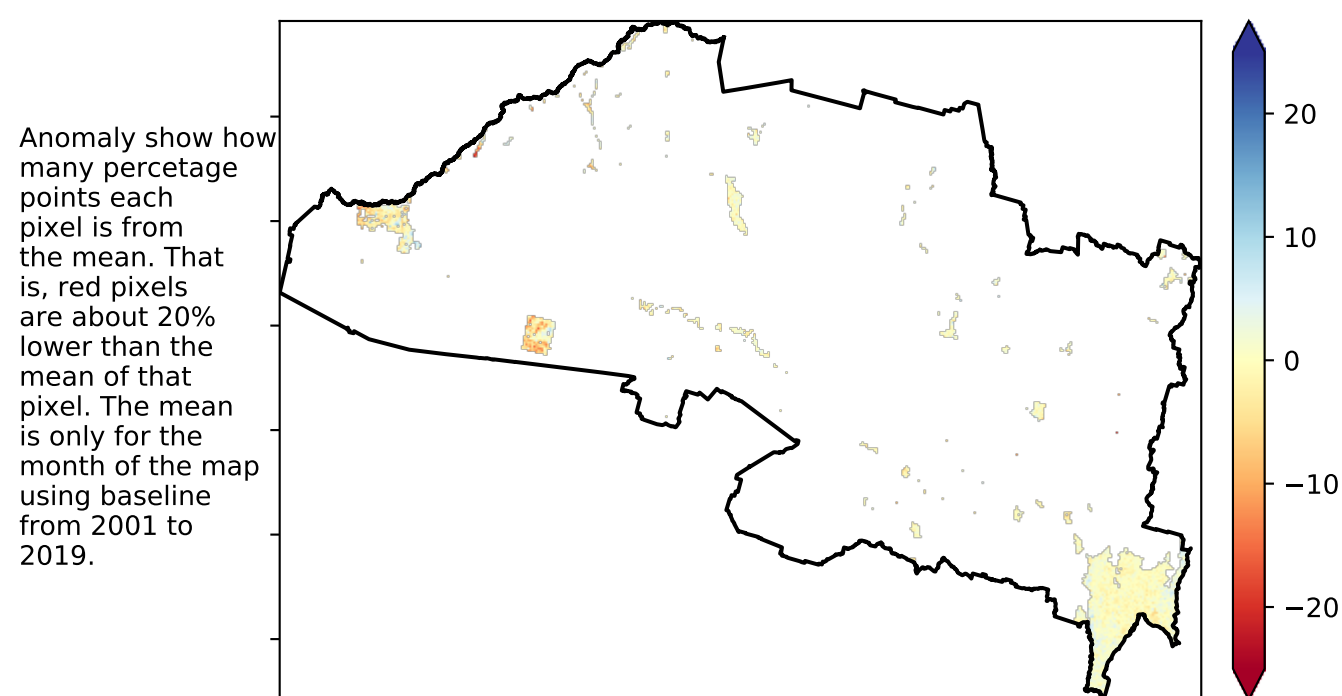 Anomaly show how
many percetage
points each
pixel is from
the mean. That
is, red pixels
are about 20%
lower than the
mean of that
pixel. The mean
is only for the
month of the map
using baseline
from 2001 to
2019.
20
10
0
−10
−20